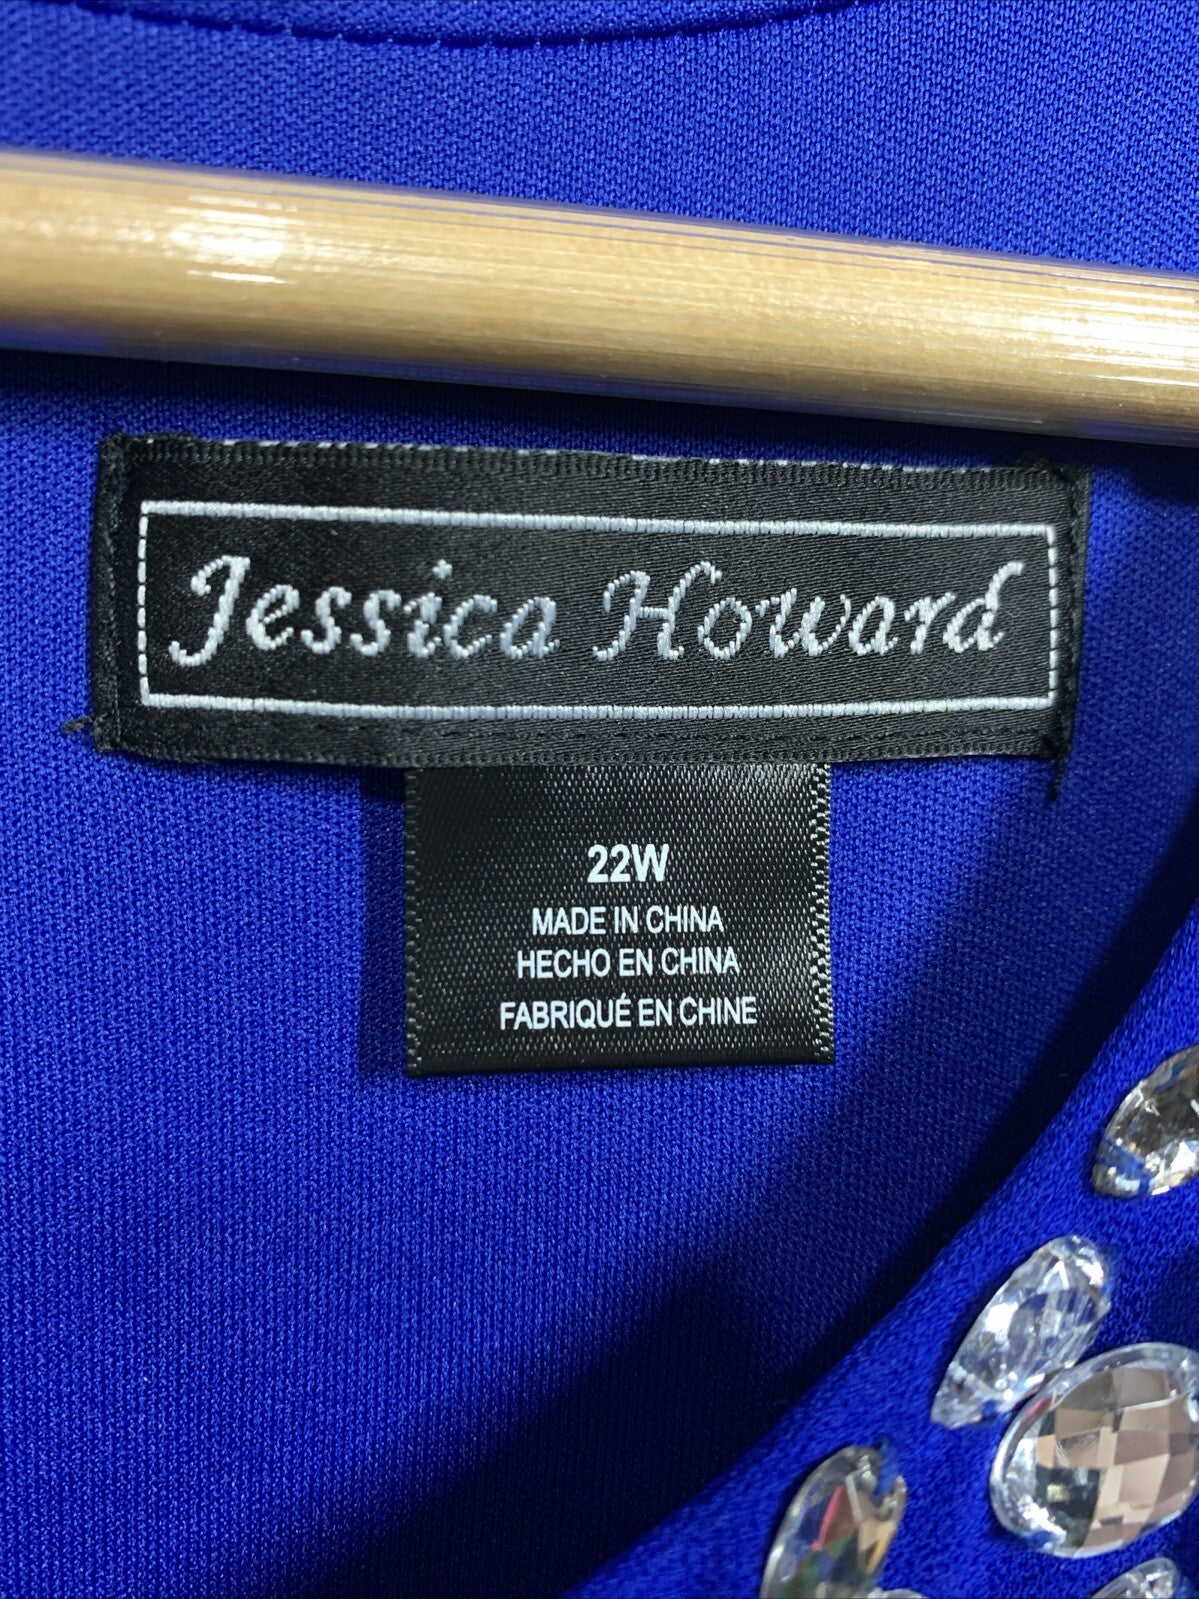 Jessica Howard
22W
MADE IN CHINA
HECHO EN CHINA
FABRIQUÉ EN CHINE